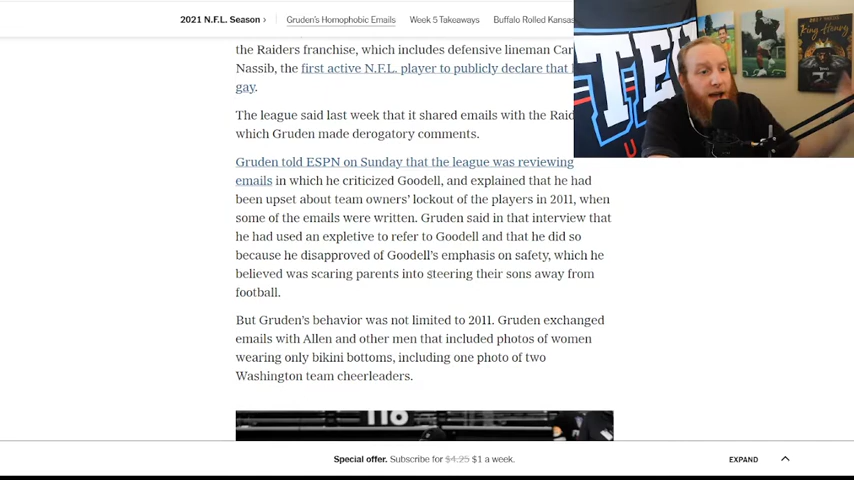 2021 N.F.L. Season › Gruden's Homophobic Emails Week 5 Takeaways Buffalo Rolled Kansas
the Raiders franchise, which includes defensive lineman Car
Nassib, the first active N.F.L. player to publicly declare that
gay.
The league said last week that it shared emails with the Raid
which Gruden made derogatory comments.
Gruden told ESPN on Sunday that the league was reviewing
emails in which he criticized Goodell, and explained that he had
been upset about team owners' lockout of the players in 2011, when
some of the emails were written. Gruden said in that interview that
he had used an expletive to refer to Goodell and that he did so
because he disapproved of Goodell's emphasis on safety, which he
believed was scaring parents into steering their sons away from
football.
But Gruden's behavior was not limited to 2011. Gruden exchanged
emails with Allen and other men that included photos of women
wearing only bikini bottoms, including one photo of two
Washington team cheerleaders.
116
Special offer. Subscribe for $4.25 $1 a week. EXPAND
TE
U
King Henry